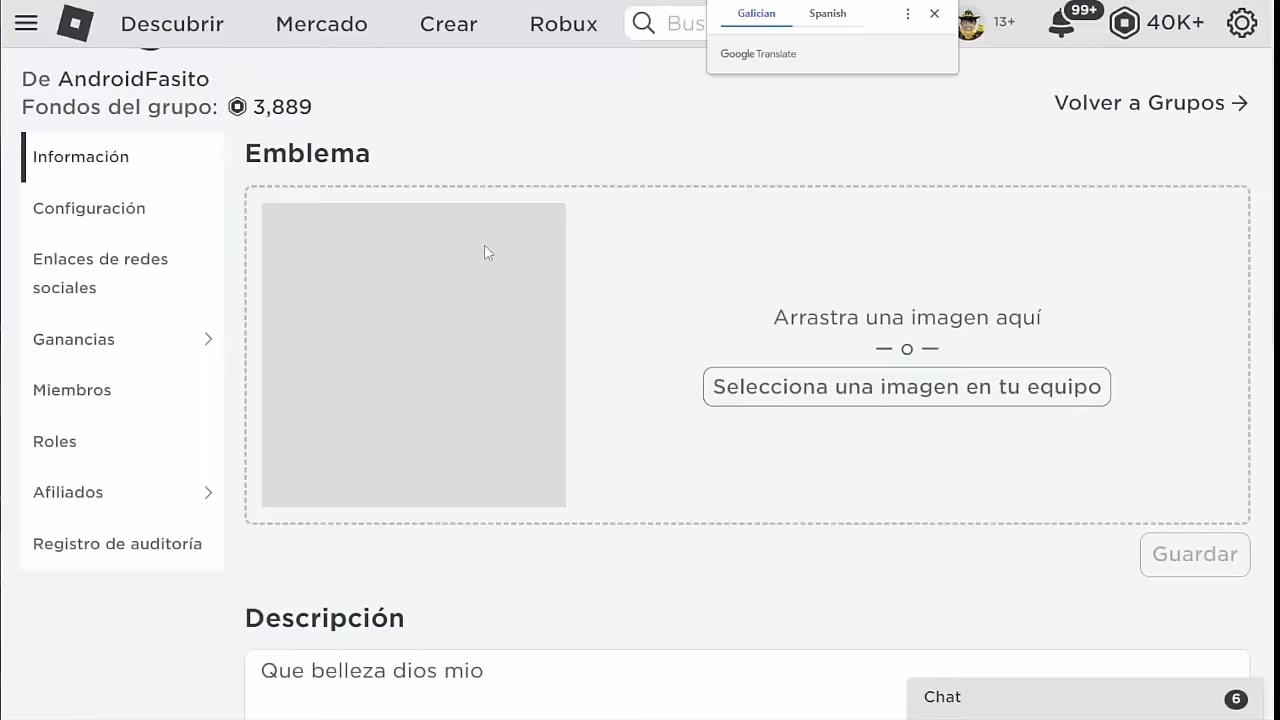 Descubrir Mercado Crear Robux Bus 13+ 99+ 40K+
Galician Spanish
Google Translate
De AndroidFasito
Fondos del grupo: 3,889
Volver a Grupos →
Información
Configuración
Enlaces de redes
sociales
Ganancias
Miembros
Roles
Afiliados
Registro de auditoría
Emblema
Arrastra una imagen aquí
— o —
Selecciona una imagen en tu equipo
Guardar
Descripción
Que belleza dios mio
Chat 6